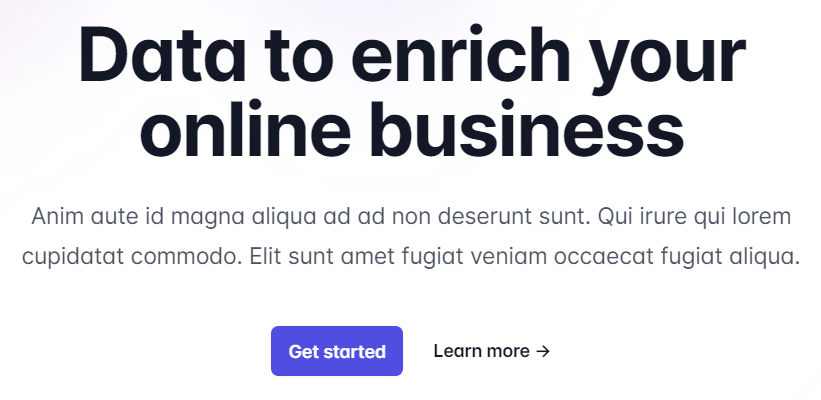 Data to enrich your
online business
Anim aute id magna aliqua ad ad non deserunt sunt. Qui irure qui lorem
cupidatat commodo. Elit sunt amet fugiat veniam occaecat fugiat aliqua.
Get started
Learn more →